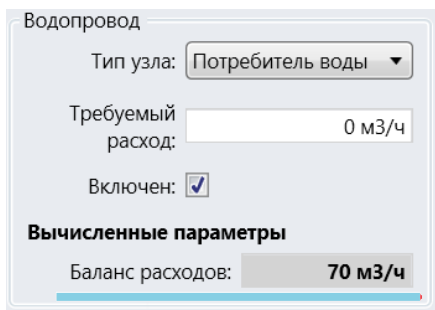 Водопровод
Тип узла: Потребитель воды
Требуемый
расход: 0 м3/ч
Включен:
Вычисленные параметры
Баланс расходов: 70 м3/ч